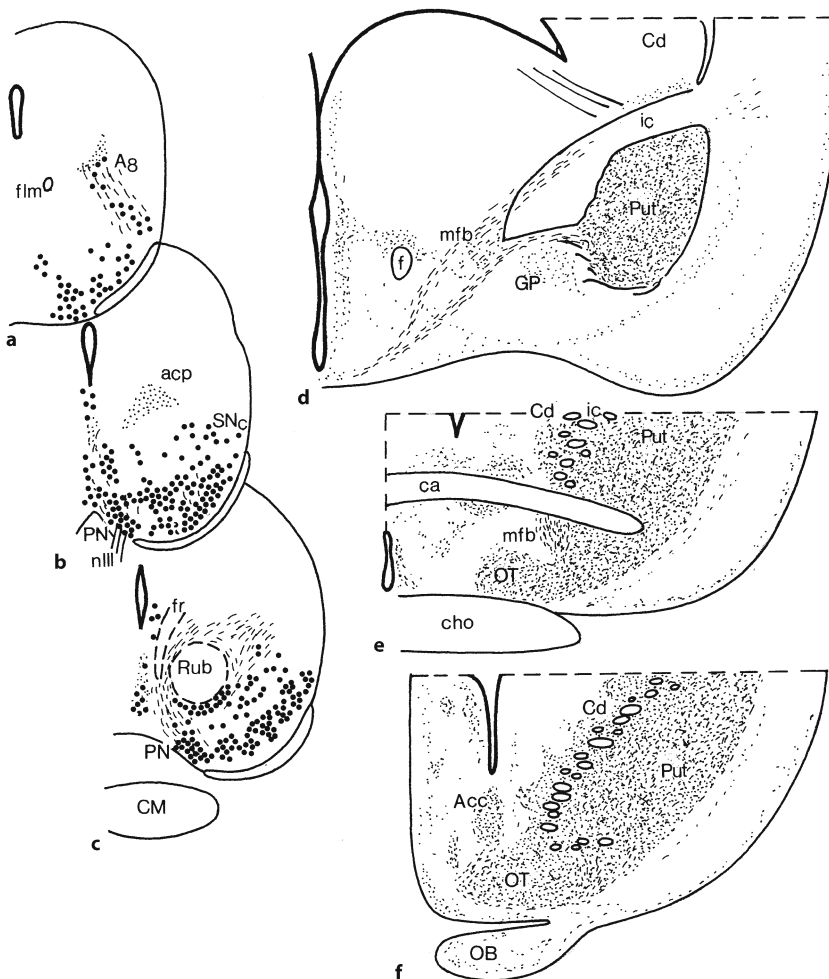 A8
flm
a
acp
SNc
PN
nIII
b
fr
Rub
PN
CM
c
Cd
ic
Put
mfb
f
GP
d
Cd ic
Put
ca
mfb
OT
cho
e
Cd
Put
Acc
OT
OB
f